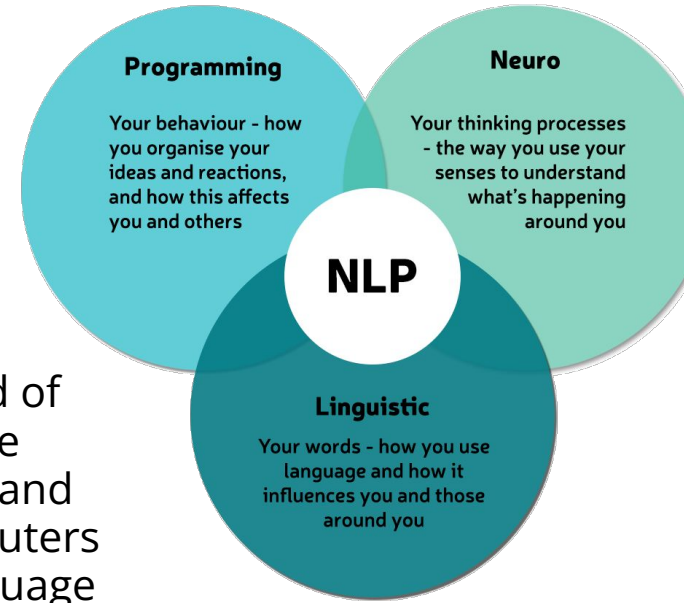 Programming
Your behaviour - how
you organise your
ideas and reactions,
and how this affects
you and others
Neuro
Your thinking processes
- the way you use your
senses to understand
what's happening
around you
NLP
Linguistic
Your words - how you use
language and how it
influences you and those
around you
of
and